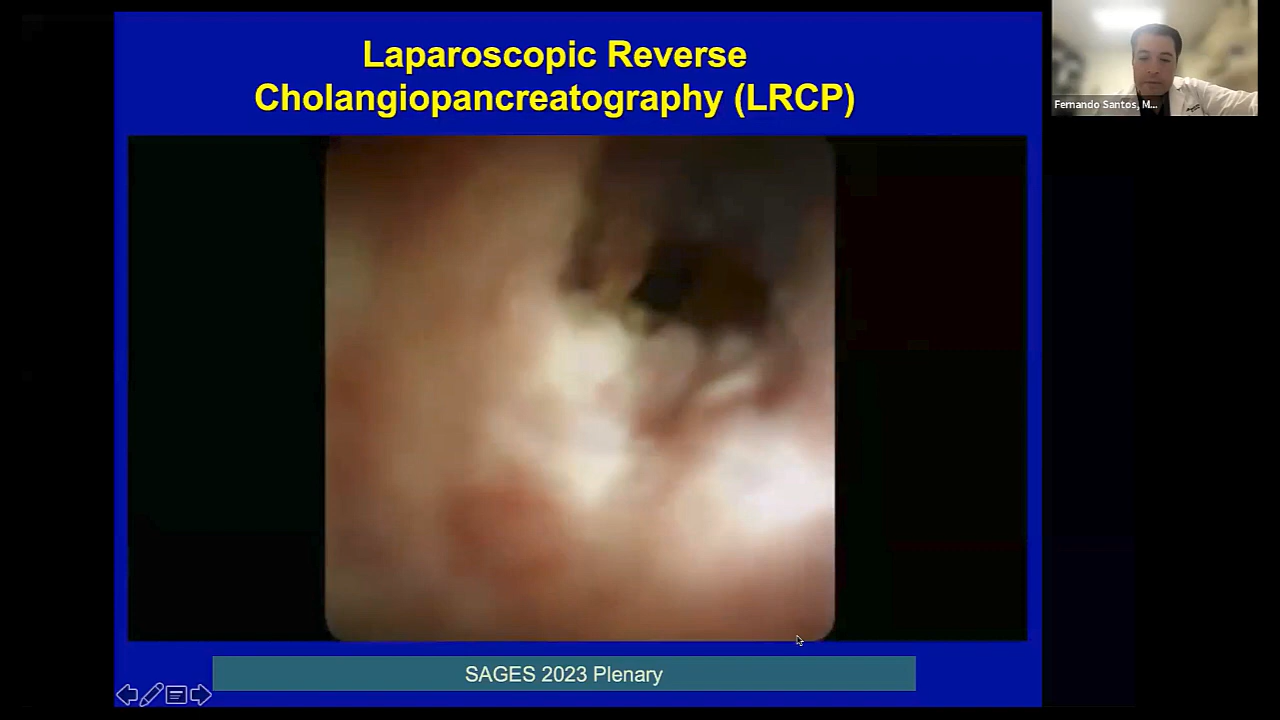 Laparoscopic Reverse
Cholangiopancreatography (LRCP)
Fernando Santos, M...
SAGES 2023 Plenary